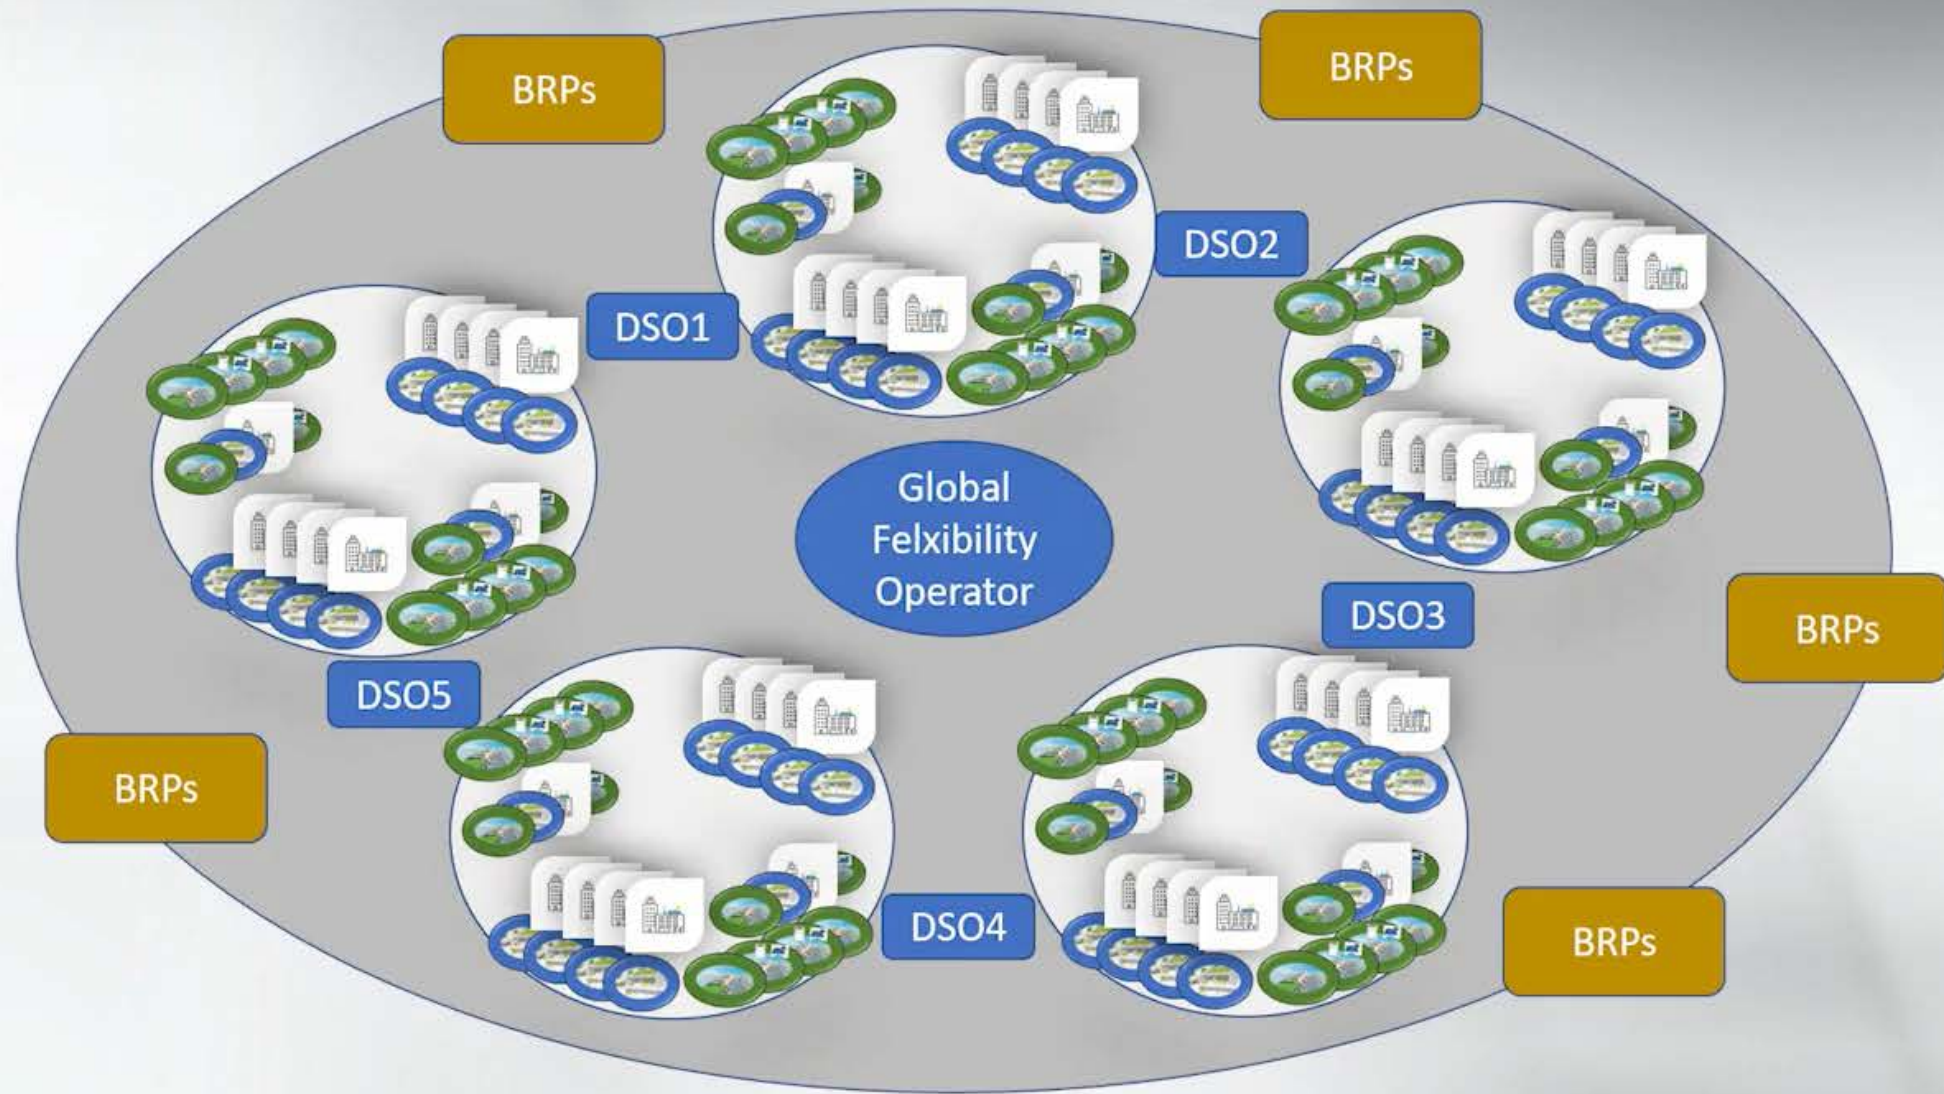 BRPs
BRPs
DSO2
DSO1
Global
Felxibility
Operator
DSO3
BRPs
DSO5
BRPs
DSO4
BRPs